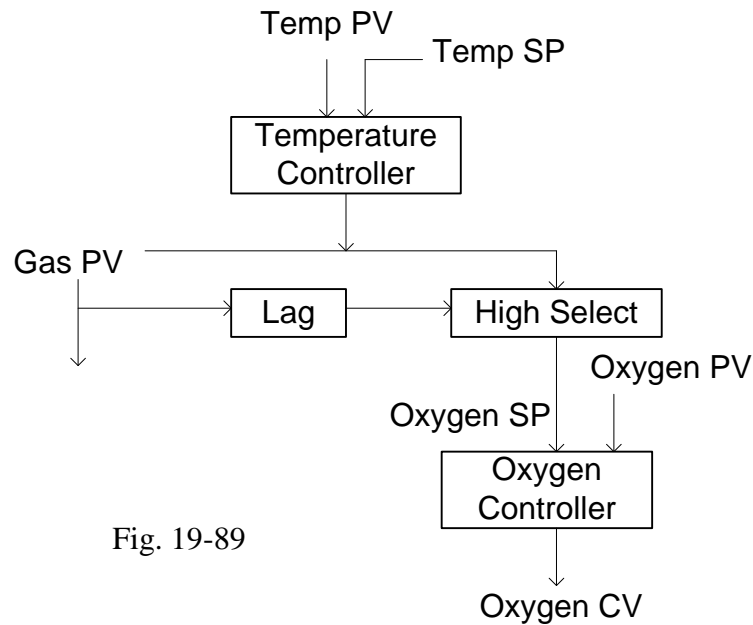 Temp PV
Temp SP
Temperature
Controller
Gas PV
Lag
High Select
Oxygen PV
Oxygen SP
Oxygen
Controller
Fig. 19-89
Oxygen CV